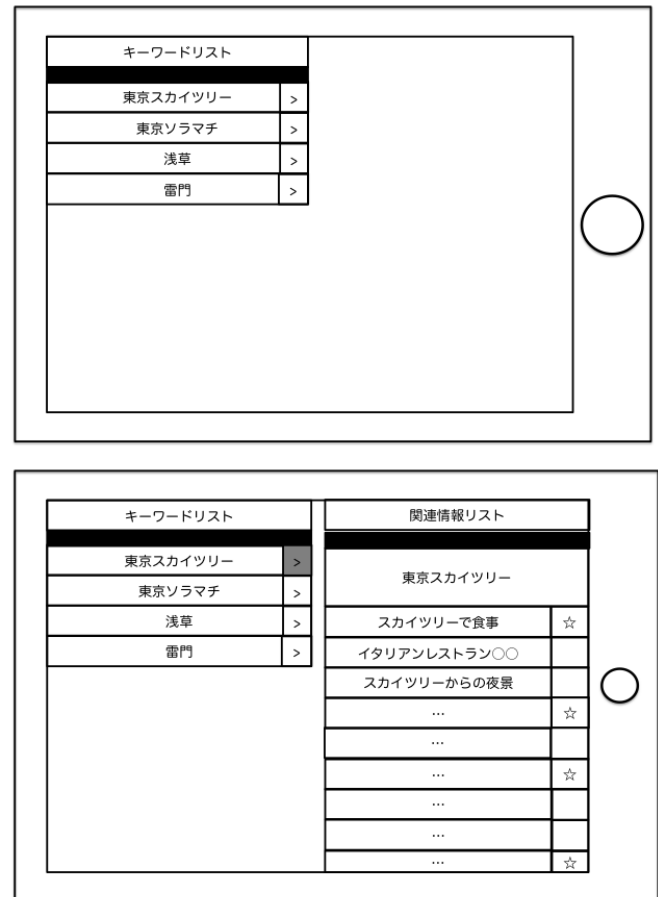 キーワードリスト
東京スカイツリー >
東京ソラマチ >
浅草 >
雷門 >
キーワードリスト
東京スカイツリー >
東京ソラマチ >
浅草 >
雷門 >
関連情報リスト
東京スカイツリー
スカイツリーで食事 ☆
イタリアンレストラン○○
スカイツリーからの夜景
… ☆
…
… ☆
…
…
… ☆